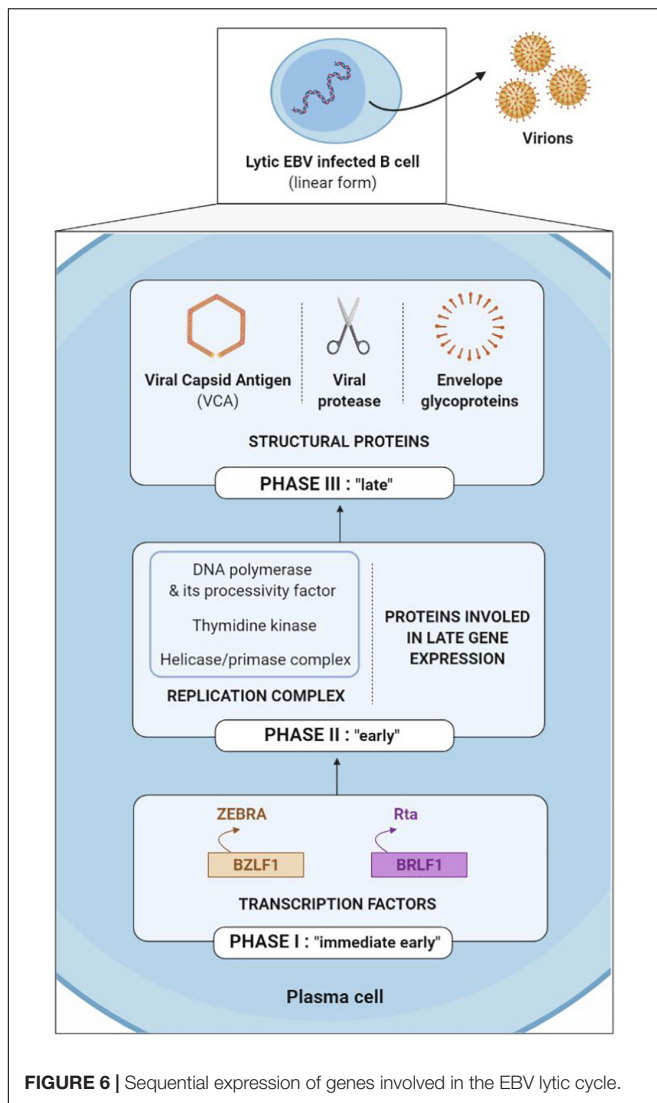 Lytic EBV infected B cell
(linear form)
Virions
Viral Capsid Antigen
(VCA)
Viral
protease
Envelope
glycoproteins
STRUCTURAL PROTEINS
PHASE III : "late"
DNA polymerase
& its processivity factor
Thymidine kinase
Helicase/primase complex
REPLICATION COMPLEX
PROTEINS INVOED
IN LATE GENE
EXPRESSION
PHASE II : "early"
ZEBRA
BZLF1
Rta
BRLF1
TRANSCRIPTION FACTORS
PHASE I : "immediate early"
Plasma cell
FIGURE 6 | Sequential expression of genes involved in the EBV lytic cycle.